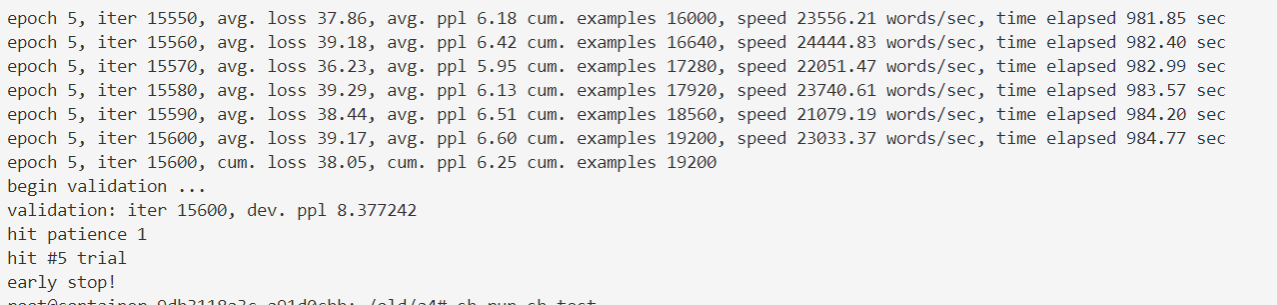 epoch 5, iter 15550, avg. loss 37.86, avg. ppl 6.18 cum. examples 16000, speed 23556.21 words/sec, time elapsed 981.85 sec
epoch 5, iter 15560, avg. loss 39.18, avg. ppl 6.42 cum. examples 16640, speed 24444.83 words/sec, time elapsed 982.40 sec
epoch 5, iter 15570, avg. loss 36.23, avg. ppl 5.95 cum. examples 17280, speed 22051.47 words/sec, time elapsed 982.99 sec
epoch 5, iter 15580, avg. loss 39.29, avg. ppl 6.13 cum. examples 17920, speed 23740.61 words/sec, time elapsed 983.57 sec
epoch 5, iter 15590, avg. loss 38.44, avg. ppl 6.51 cum. examples 18560, speed 21079.19 words/sec, time elapsed 984.20 sec
epoch 5, iter 15600, avg. loss 39.17, avg. ppl 6.60 cum. examples 19200, speed 23033.37 words/sec, time elapsed 984.77 sec
epoch 5, iter 15600, cum. loss 38.05, cum. ppl 6.25 cum. examples 19200
begin validation ...
validation: iter 15600, dev. ppl 8.377242
hit patience 1
hit #5 trial
early stop!